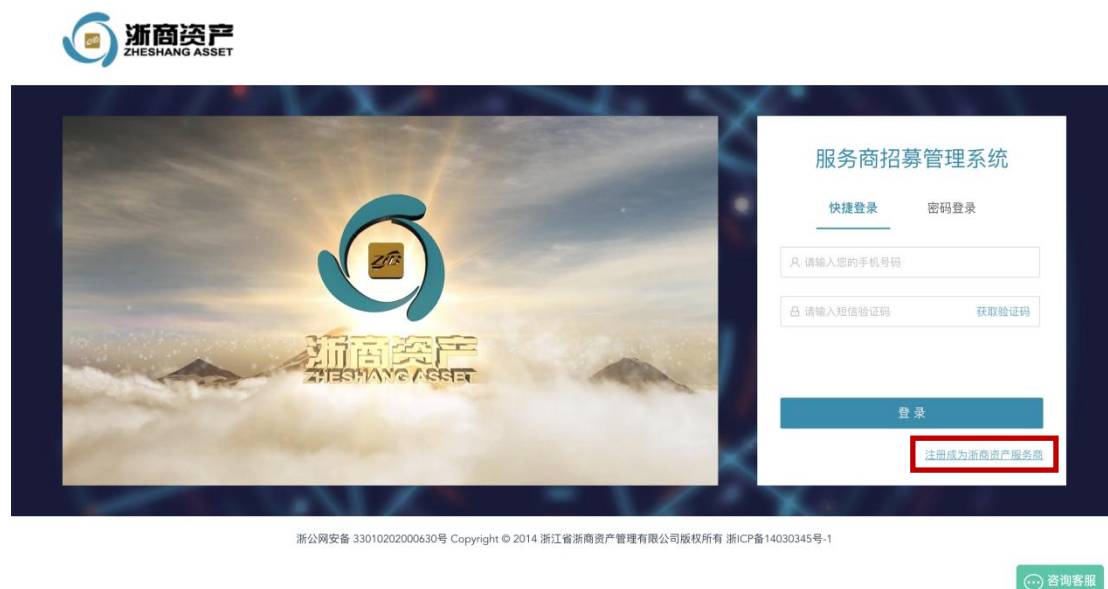 浙商资产
ZHESHANG ASSET
浙商资产
ZHESHANG ASSET
服务商招募管理系统
快捷登录 密码登录
请输入您的手机号码
请输入短信验证码 获取验证码
登 录
注册成为浙商资产服务商
浙公网安备 33010202000630号 Copyright © 2014 浙江省浙商资产管理有限公司版权所有 浙ICP备14030345号-1
咨询客服